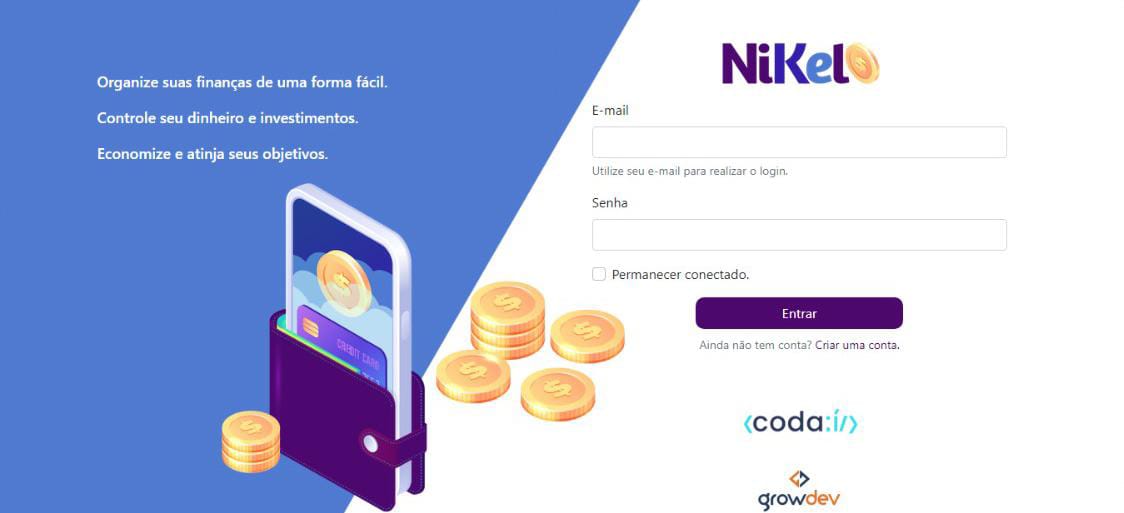 Organize suas finanças de uma forma fácil.
Controle seu dinheiro e investimentos.
Economize e atinja seus objetivos.
CREDIT CARD
NiKel
E-mail
Utilize seu e-mail para realizar o login.
Senha
Permanecer conectado.
Entrar
Ainda não tem conta? Criar uma conta.
<coda:í/>
growdev